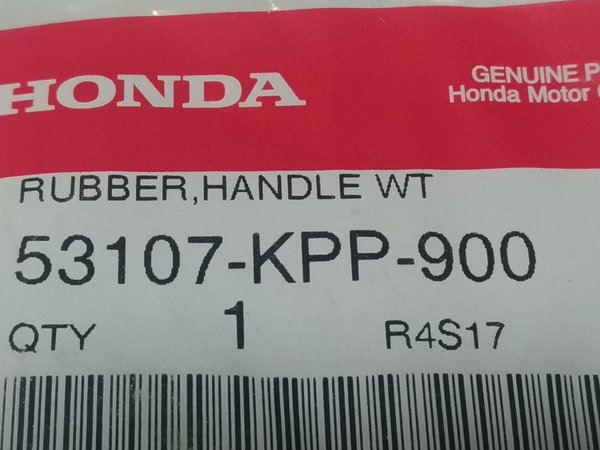 HONDA
GENUINE
Honda Motor
RUBBER,HANDLE WT
53107-KPP-900
QTY 1 R4S17